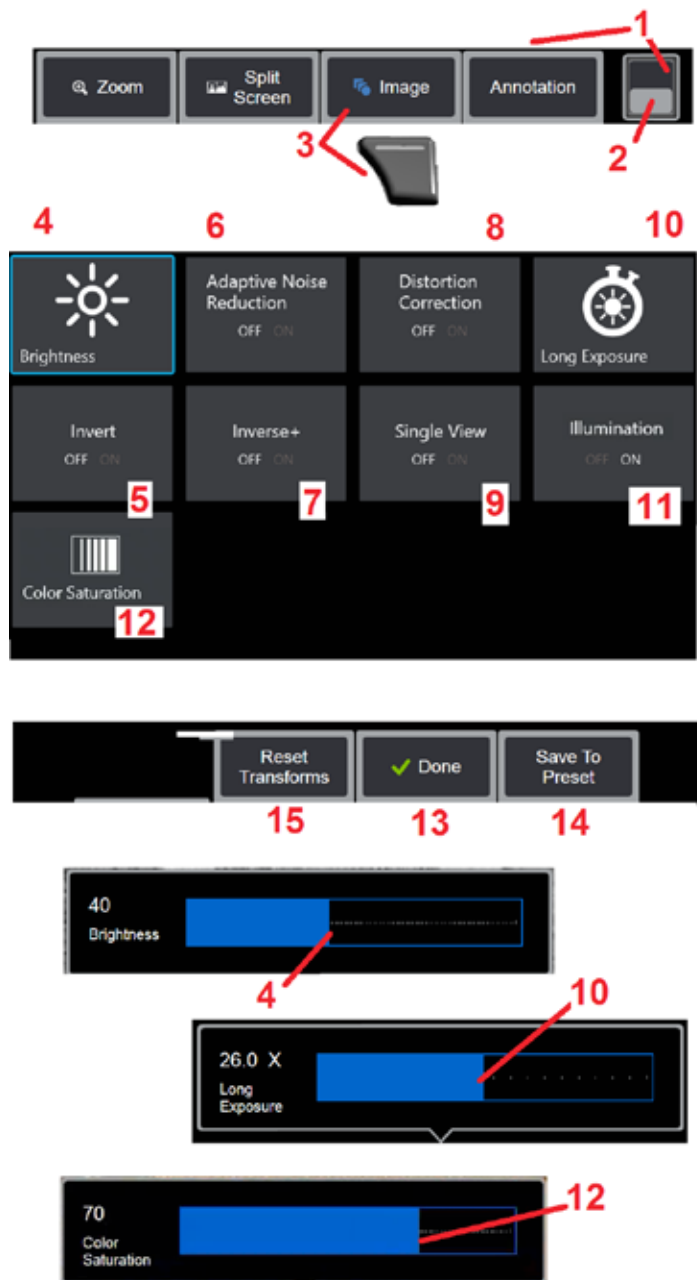 1
Zoom
Split
Screen
Image
Annotation
3
2
4
6
8
10
Brightness
Adaptive Noise
Reduction
OFF ON
Distortion
Correction
OFF ON
Long Exposure
Invert
OFF ON
5
Inverse+
OFF ON
7
Single View
OFF ON
9
Illumination
OFF ON
11
Color Saturation
12
Reset
Transforms
Done
Save To
Preset
15
13
14
40
Brightness
4
10
26.0 X
Long
Exposure
12
70
Color
Saturation